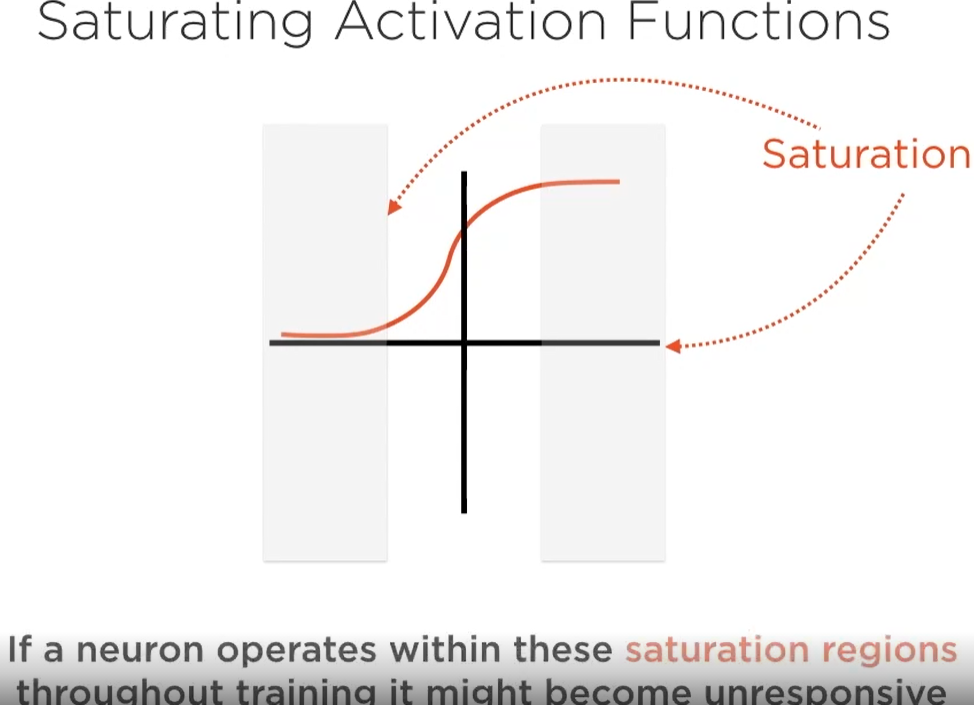 Saturating Activation Functions
Saturation
If a neuron operates within these saturation regions
throughout training it might become unresponsive